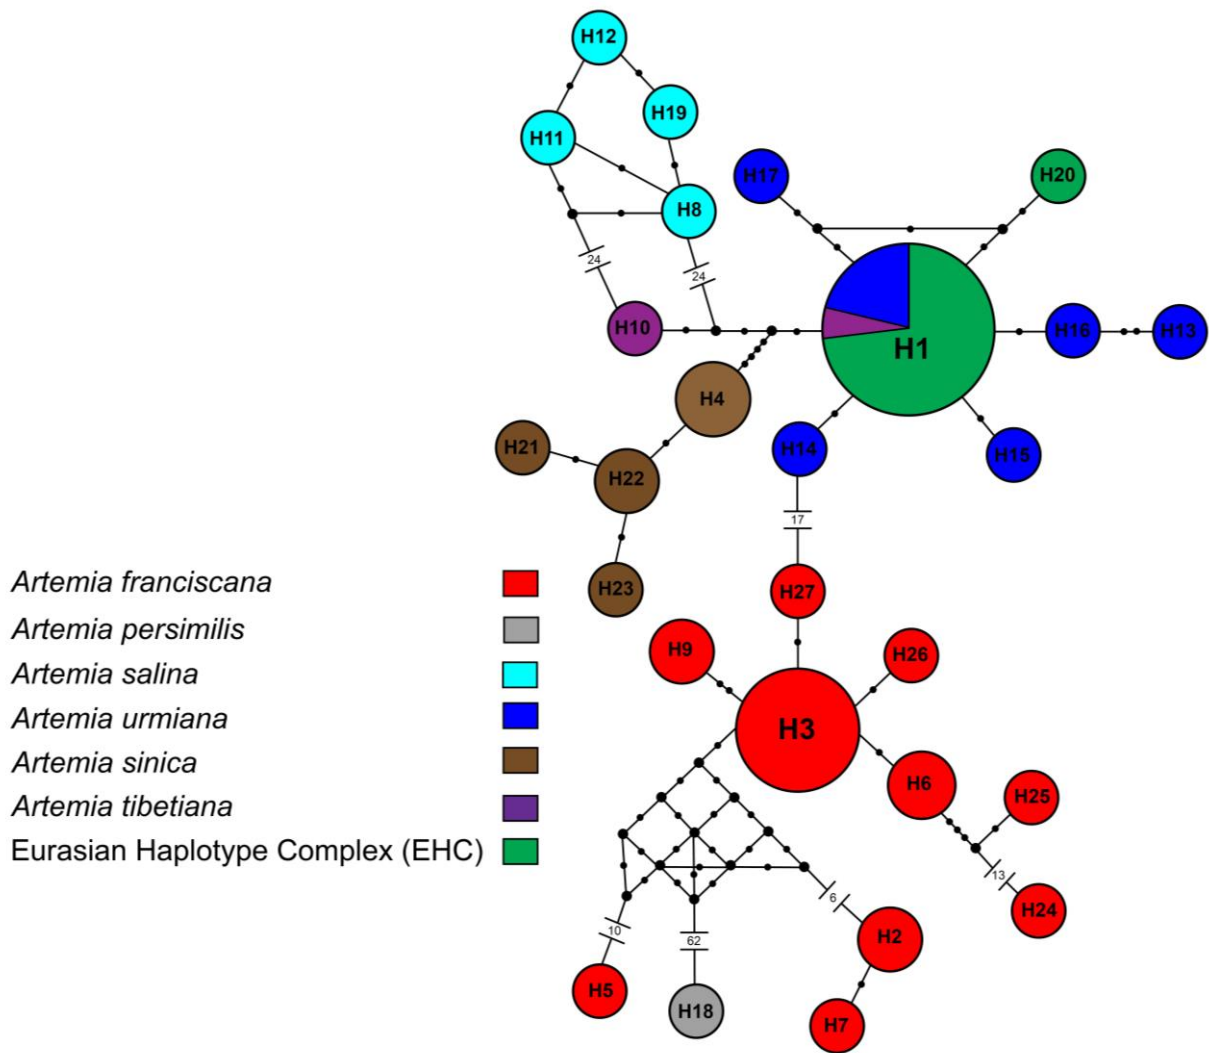 H12
H19
H11
H17
H20
H8
24
24
H10
H1
H16
H13
H4
H14
H15
H21
H22
17
H23
H27
Artemia franciscana
Artemia persimilis
Artemia salina
Artemia urmiana
Artemia sinica
Artemia tibetiana
Eurasian Haplotype Complex (EHC)
H9
H26
H3
H6
H25
13
H24
6
10
62
H2
H5
H18
H7